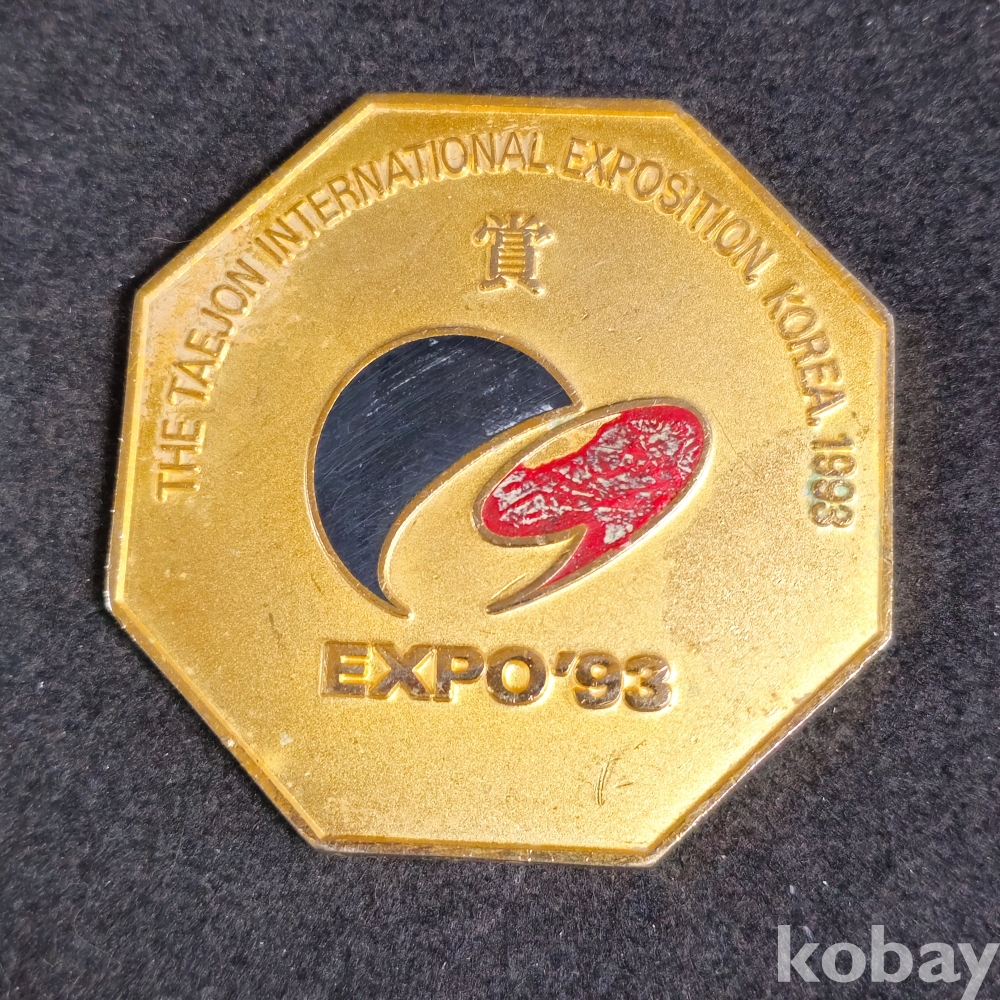 THE TAEJON INTERNATIONAL EXPOSITION, KOREA, 1993
賞
EXPO'93
kobay